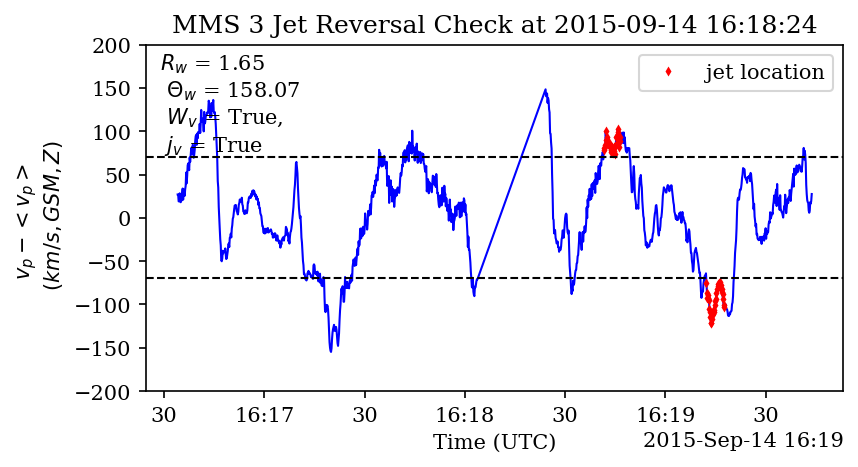 MMS 3 Jet Reversal Check at 2015-09-14 16:18:24
R_w = 1.65
Θ_w = 158.07
W_v = True,
j_v = True
jet location
200
150
100
50
0
−50
−100
−150
−200
v_p − < v_p >
(km/s, GSM, Z)
30 16:17 30 16:18 30 16:19 30
Time (UTC)
2015-Sep-14 16:19